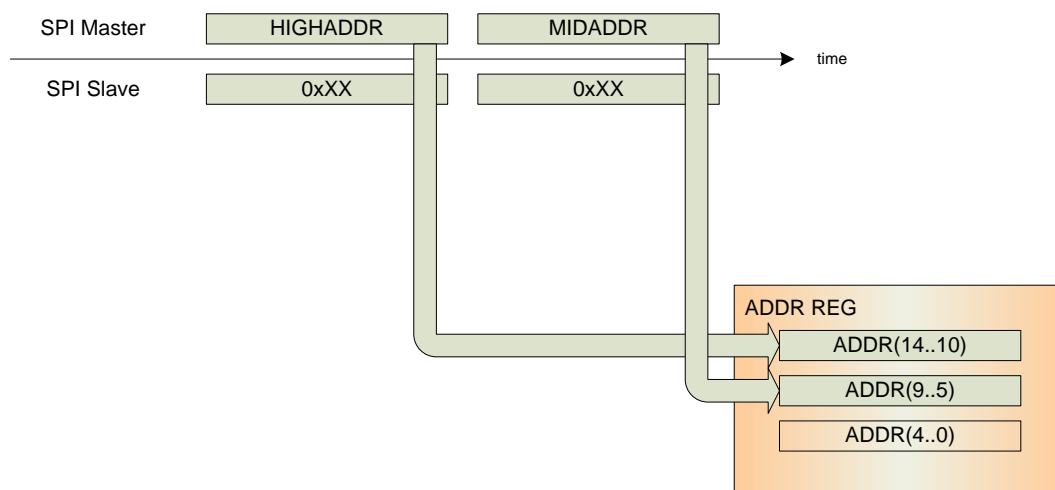 SPI Master
HIGHADDR
MIDADDR
time
SPI Slave
0xXX
0xXX
ADDR REG
ADDR(14..10)
ADDR(9..5)
ADDR(4..0)